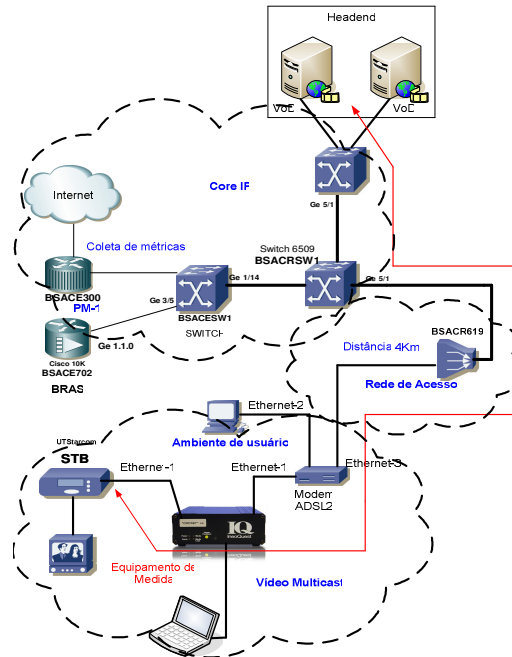 Headend
VoD
VoD
Core IP
Ge 5/1
Internet
Coleta de métricas
Switch 6509
BSACRSW1
Ge 1/14
Ge 5/1
BSACE300
PM-1
Ge 3/5
BSACESW1
SWITCH
BSACR619
Distância 4Km
Ge 1.1.0
Cisco 10K
BSACE702
BRAS
Rede de Acesso
Ethernet-2
Ambiente de usuário
UTStarcom
STB
Ethernet-1
Ethernet-1
Ethernet-3
Modem
ADSL2
IQ
IneoQuest
Equipamento de
Medida
Vídeo Multicast